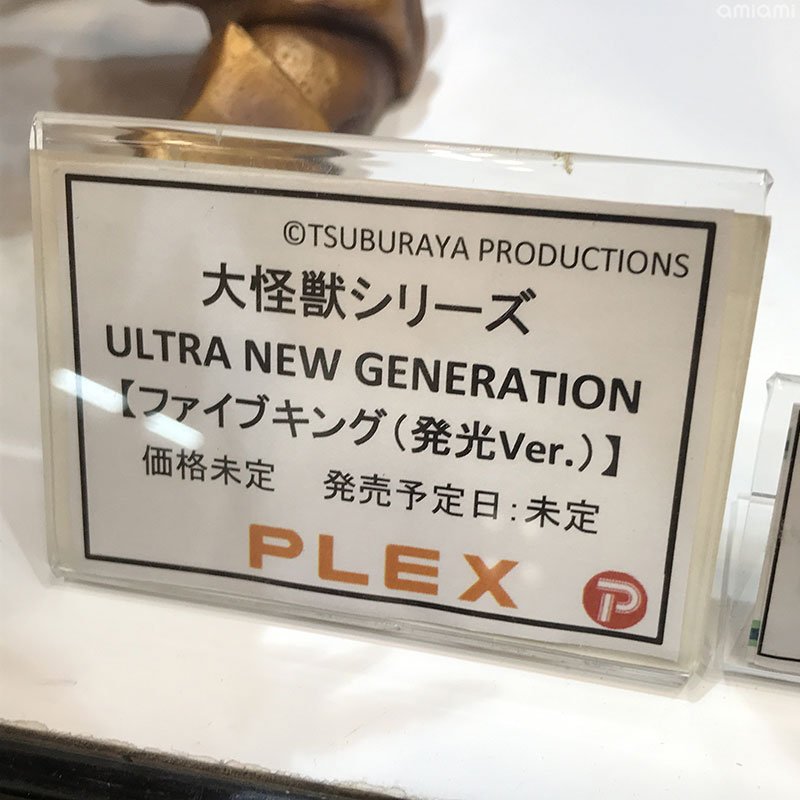 amiami
©TSUBURAYA PRODUCTIONS
大怪獣シリーズ
ULTRA NEW GENERATION
【ファイブキング(発光Ver.)】
価格未定 発売予定日:未定
PLEX
P